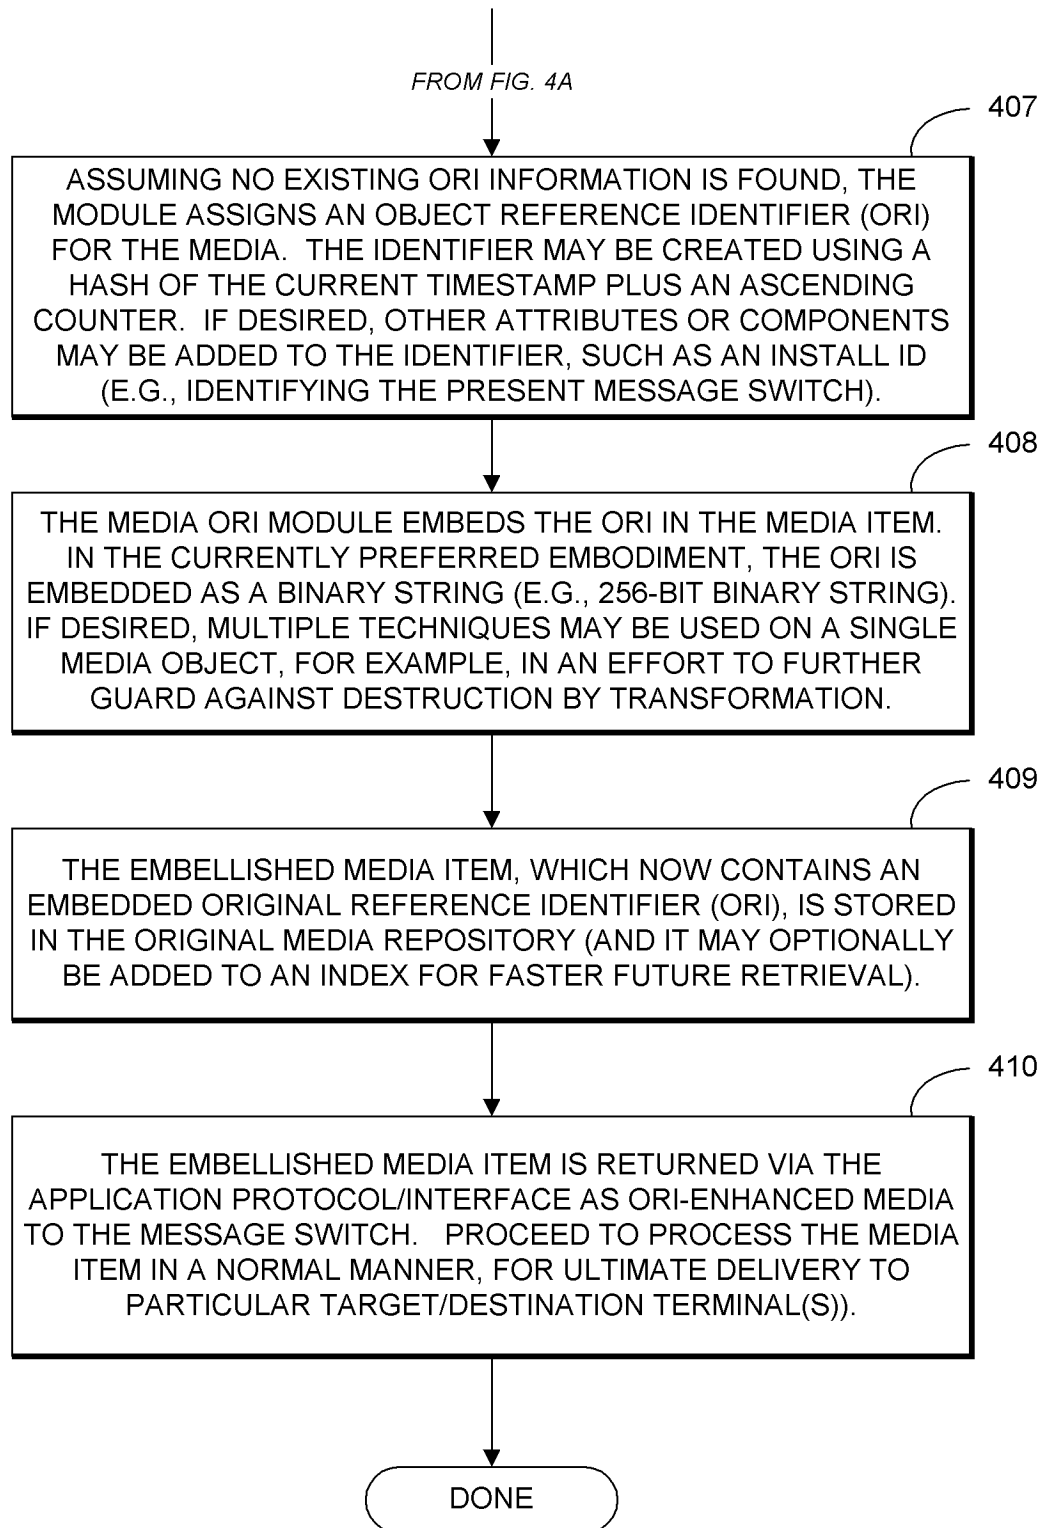 FROM FIG. 4A
407
ASSUMING NO EXISTING ORI INFORMATION IS FOUND, THE
MODULE ASSIGNS AN OBJECT REFERENCE IDENTIFIER (ORI)
FOR THE MEDIA. THE IDENTIFIER MAY BE CREATED USING A
HASH OF THE CURRENT TIMESTAMP PLUS AN ASCENDING
COUNTER. IF DESIRED, OTHER ATTRIBUTES OR COMPONENTS
MAY BE ADDED TO THE IDENTIFIER, SUCH AS AN INSTALL ID
(E.G., IDENTIFYING THE PRESENT MESSAGE SWITCH).
408
THE MEDIA ORI MODULE EMBEDS THE ORI IN THE MEDIA ITEM.
IN THE CURRENTLY PREFERRED EMBODIMENT, THE ORI IS
EMBEDDED AS A BINARY STRING (E.G., 256-BIT BINARY STRING).
IF DESIRED, MULTIPLE TECHNIQUES MAY BE USED ON A SINGLE
MEDIA OBJECT, FOR EXAMPLE, IN AN EFFORT TO FURTHER
GUARD AGAINST DESTRUCTION BY TRANSFORMATION.
409
THE EMBELLISHED MEDIA ITEM, WHICH NOW CONTAINS AN
EMBEDDED ORIGINAL REFERENCE IDENTIFIER (ORI), IS STORED
IN THE ORIGINAL MEDIA REPOSITORY (AND IT MAY OPTIONALLY
BE ADDED TO AN INDEX FOR FASTER FUTURE RETRIEVAL).
410
THE EMBELLISHED MEDIA ITEM IS RETURNED VIA THE
APPLICATION PROTOCOL/INTERFACE AS ORI-ENHANCED MEDIA
TO THE MESSAGE SWITCH. PROCEED TO PROCESS THE MEDIA
ITEM IN A NORMAL MANNER, FOR ULTIMATE DELIVERY TO
PARTICULAR TARGET/DESTINATION TERMINAL(S)).
DONE